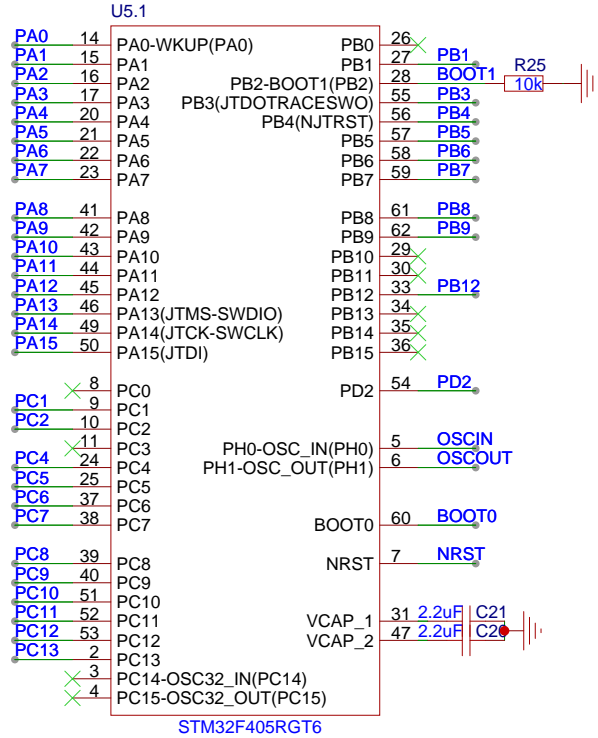 U5.1
PA0 14 PA0-WKUP(PA0) PB0 26
PA1 15 PA1 PB1 27 PB1
PA2 16 PA2 PB2-BOOT1(PB2) 28 BOOT1 R25 10k
PA3 17 PA3 PB3(JTDOTRACESWO) 55 PB3
PA4 20 PA4 PB4(NJTRST) 56 PB4
PA5 21 PA5 PB5 57 PB5
PA6 22 PA6 PB6 58 PB6
PA7 23 PA7 PB7 59 PB7
PA8 41 PA8 PB8 61 PB8
PA9 42 PA9 PB9 62 PB9
PA10 43 PA10 PB10 29
PA11 44 PA11 PB11 30
PA12 45 PA12 PB12 33 PB12
PA13 46 PA13(JTMS-SWDIO) PB13 34
PA14 49 PA14(JTCK-SWCLK) PB14 35
PA15 50 PA15(JTDI) PB15 36
8 PC0 PD2 54 PD2
PC1 9 PC1
PC2 10 PC2
11 PC3 PH0-OSC_IN(PH0) 5 OSCIN
PC4 24 PC4 PH1-OSC_OUT(PH1) 6 OSCOUT
PC5 25 PC5
PC6 37 PC6
PC7 38 PC7 BOOT0 60 BOOT0
PC8 39 PC8 NRST 7 NRST
PC9 40 PC9
PC10 51 PC10
PC11 52 PC11 VCAP_1 31 2.2uF C21
PC12 53 PC12 VCAP_2 47 2.2uF C20
PC13 2 PC13
3 PC14-OSC32_IN(PC14)
4 PC15-OSC32_OUT(PC15)
STM32F405RGT6